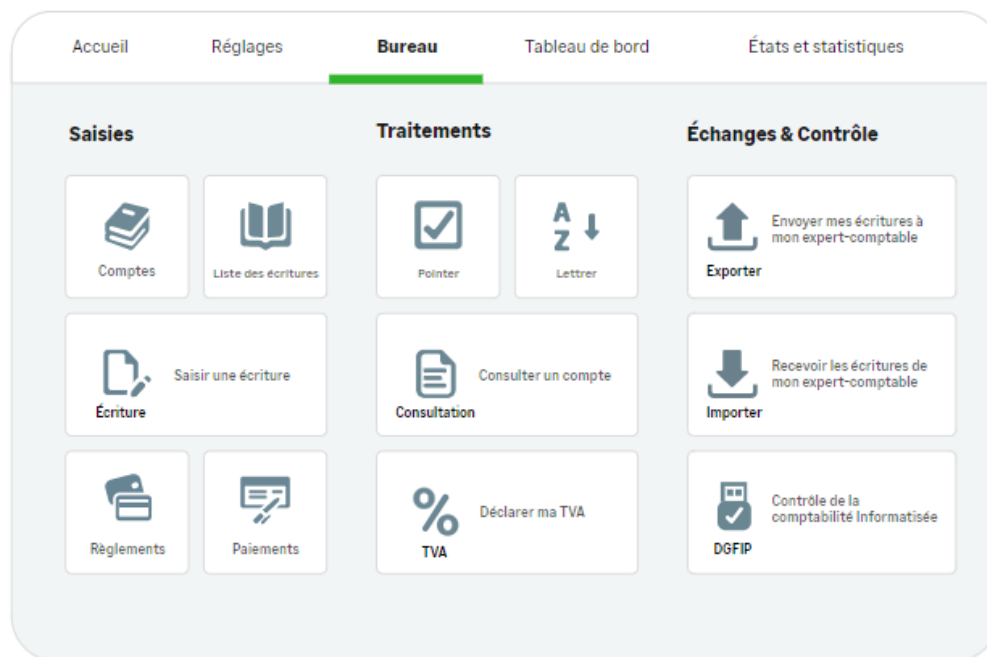 Accueil
Réglages
Bureau
Tableau de bord
États et statistiques
Saisies
Comptes
Liste des écritures
Saisir une écriture
Écriture
Règlements
Paiements
Traitements
A
Z
Pointer
Lettrer
Consulter un compte
Consultation
%
Déclarer ma TVA
TVA
Échanges & Contrôle
Envoyer mes écritures à
mon expert-comptable
Exporter
Recevoir les écritures de
mon expert-comptable
Importer
Contrôle de la
comptabilité Informatisée
DGFIP